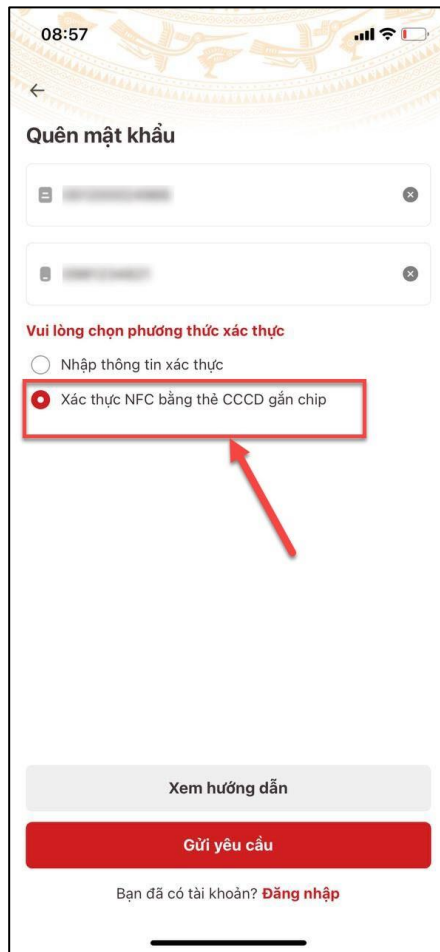 08:57
Quên mật khẩu
Vui lòng chọn phương thức xác thực
Nhập thông tin xác thực
Xác thực NFC bằng thẻ CCCD gắn chip
Xem hướng dẫn
Gửi yêu cầu
Bạn đã có tài khoản? Đăng nhập